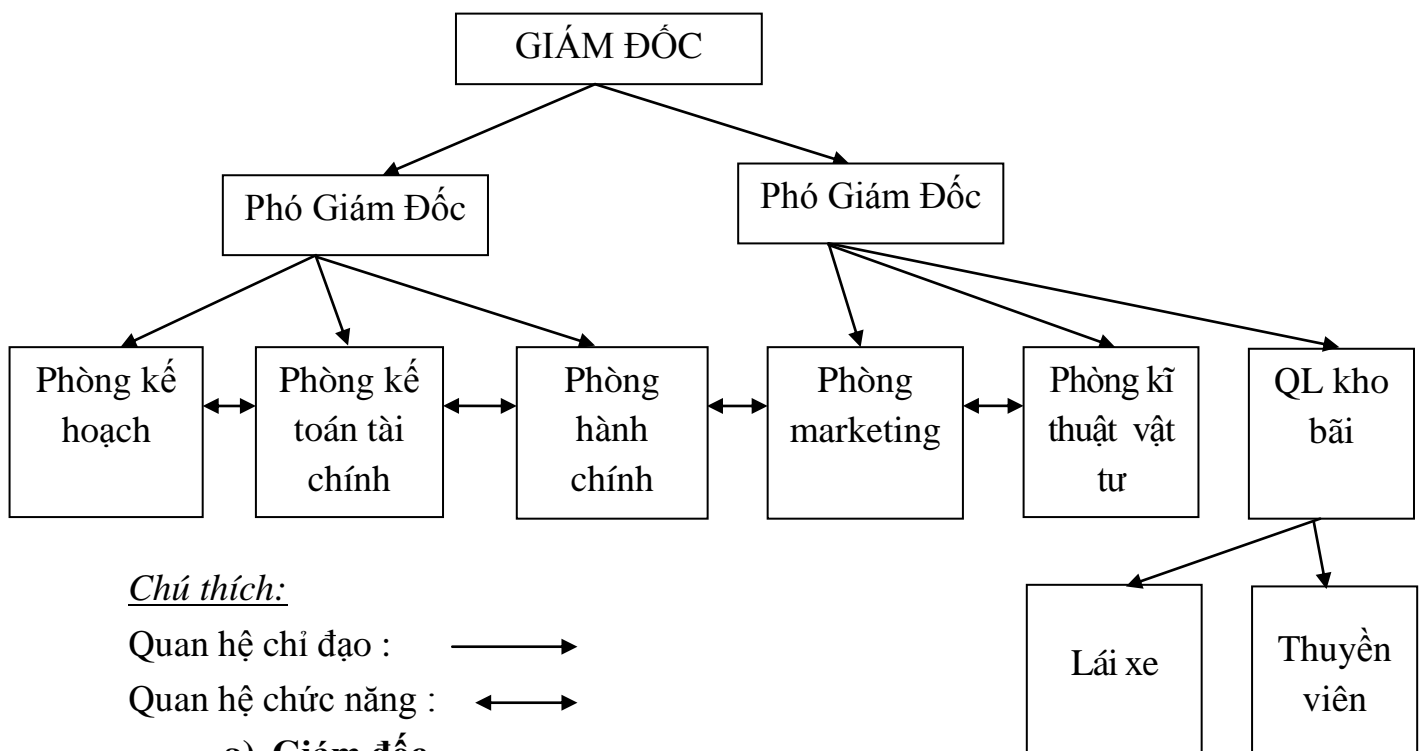 GIÁM ĐỐC
Phó Giám Đốc
Phó Giám Đốc
Phòng kế
hoạch
Phòng kế
toán tài
chính
Phòng
hành
chính
Phòng
marketing
Phòng kĩ
thuật vật
tư
QL kho
bãi
Lái xe
Thuyền
viên
Chú thích:
Quan hệ chỉ đạo :
Quan hệ chức năng :
a) Giám đốc